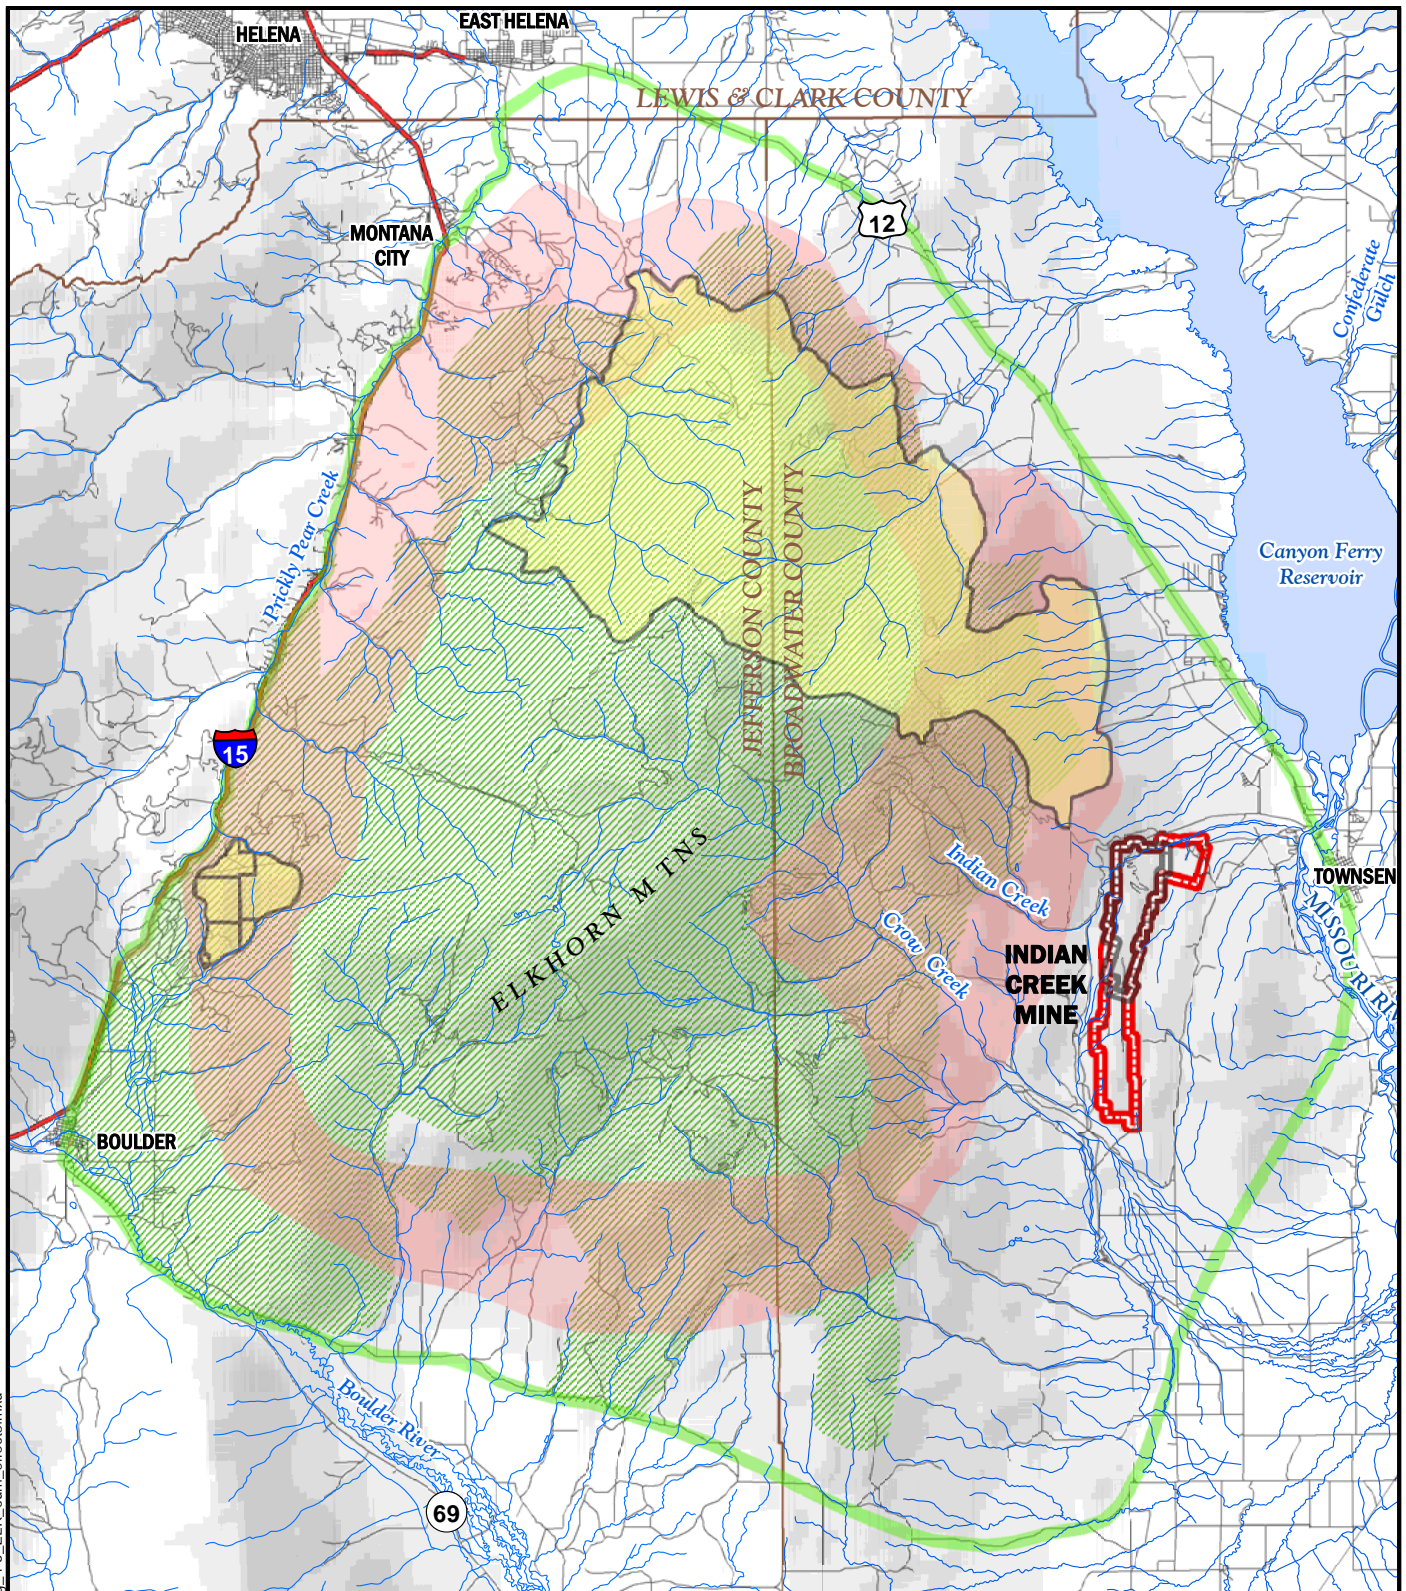 HELENA
EAST HELENA
LEWIS & CLARK COUNTY
MONTANA
CITY
12
Confederate
Gulch
Prickly Pear Creek
JEFFERSON COUNTY
BROADWATER COUNTY
Canyon Ferry
Reservoir
15
ELKHORN MTNS
Indian Creek
Crow Creek
TOWNSEN
MISSOURI RIV
INDIAN
CREEK
MINE
BOULDER
Boulder River
69